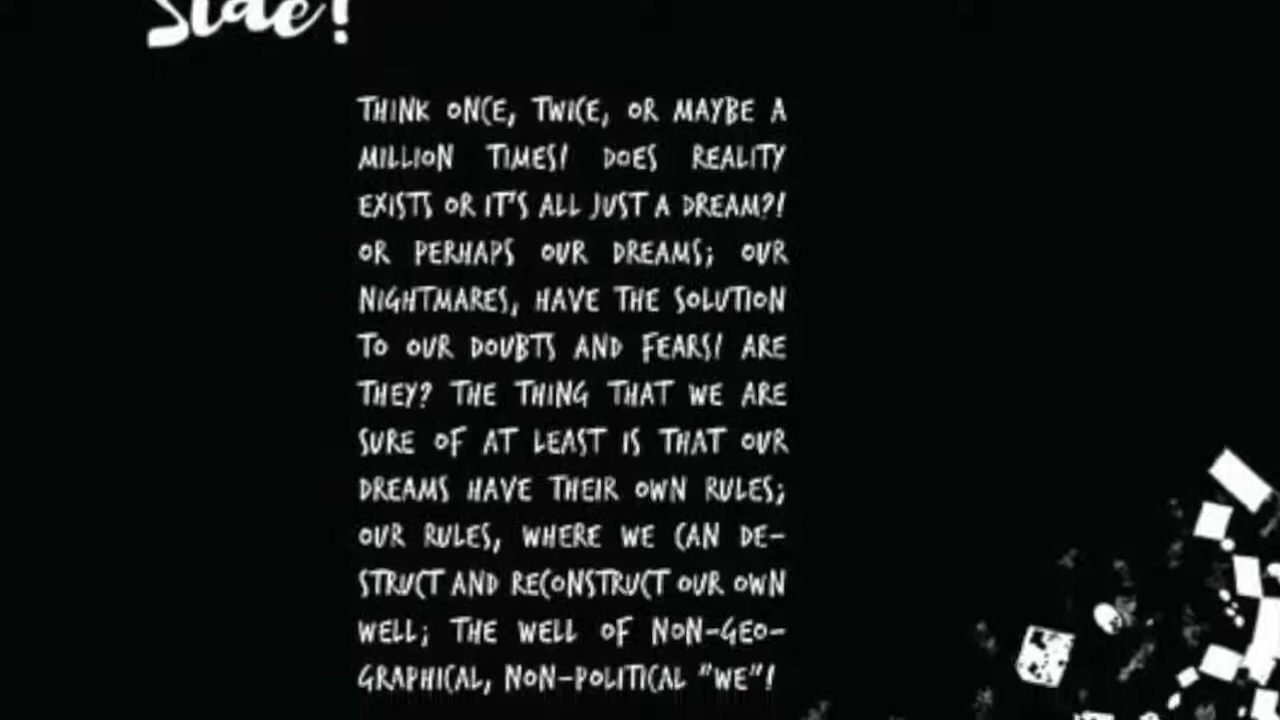 Side!
THINK ONCE, TWICE, OR MAYBE A
MILLION TIMES! DOES REALITY
EXISTS OR IT'S ALL JUST A DREAM?!
OR PERHAPS OUR DREAMS; OUR
NIGHTMARES, HAVE THE SOLUTION
TO OUR DOUBTS AND FEARS! ARE
THEY? THE THING THAT WE ARE
SURE OF AT LEAST IS THAT OUR
DREAMS HAVE THEIR OWN RULES;
OUR RULES, WHERE WE CAN DE-
STRUCT AND RECONSTRUCT OUR OWN
WELL; THE WELL OF NON-GEO-
GRAPHICAL, NON-POLITICAL "WE"!